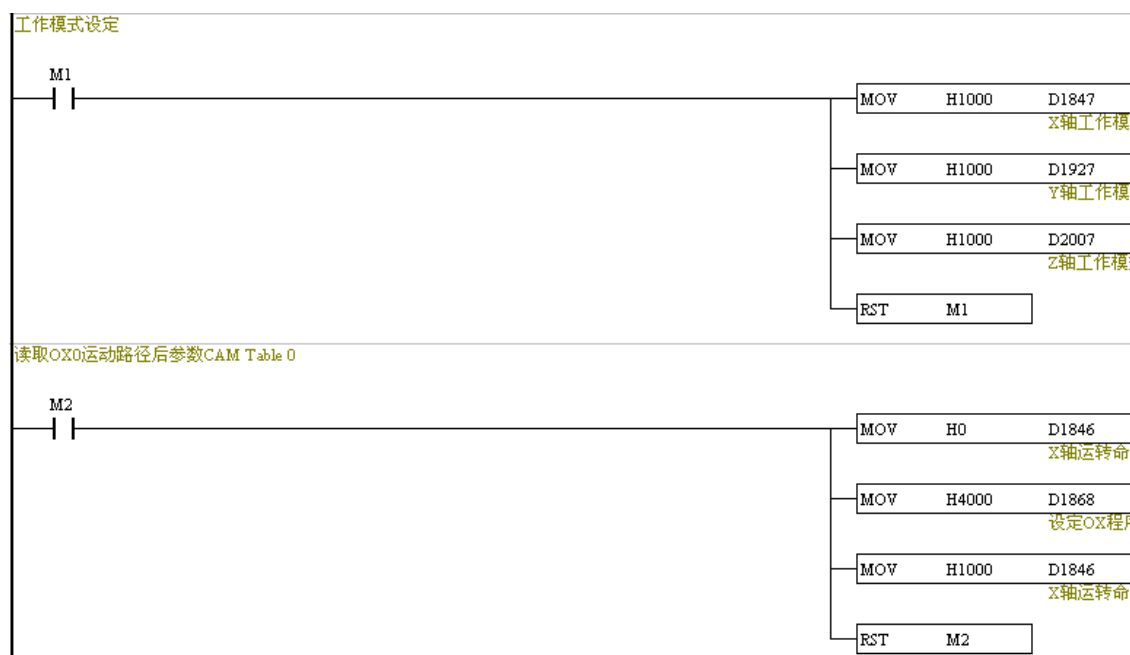 工作模式设定
M1
MOV H1000 D1847
X轴工作模
MOV H1000 D1927
Y轴工作模
MOV H1000 D2007
Z轴工作模
RST M1
读取OX0运动路径后参数CAM Table 0
M2
MOV H0 D1846
X轴运转命
MOV H4000 D1868
设定OX程序
MOV H1000 D1846
X轴运转命
RST M2